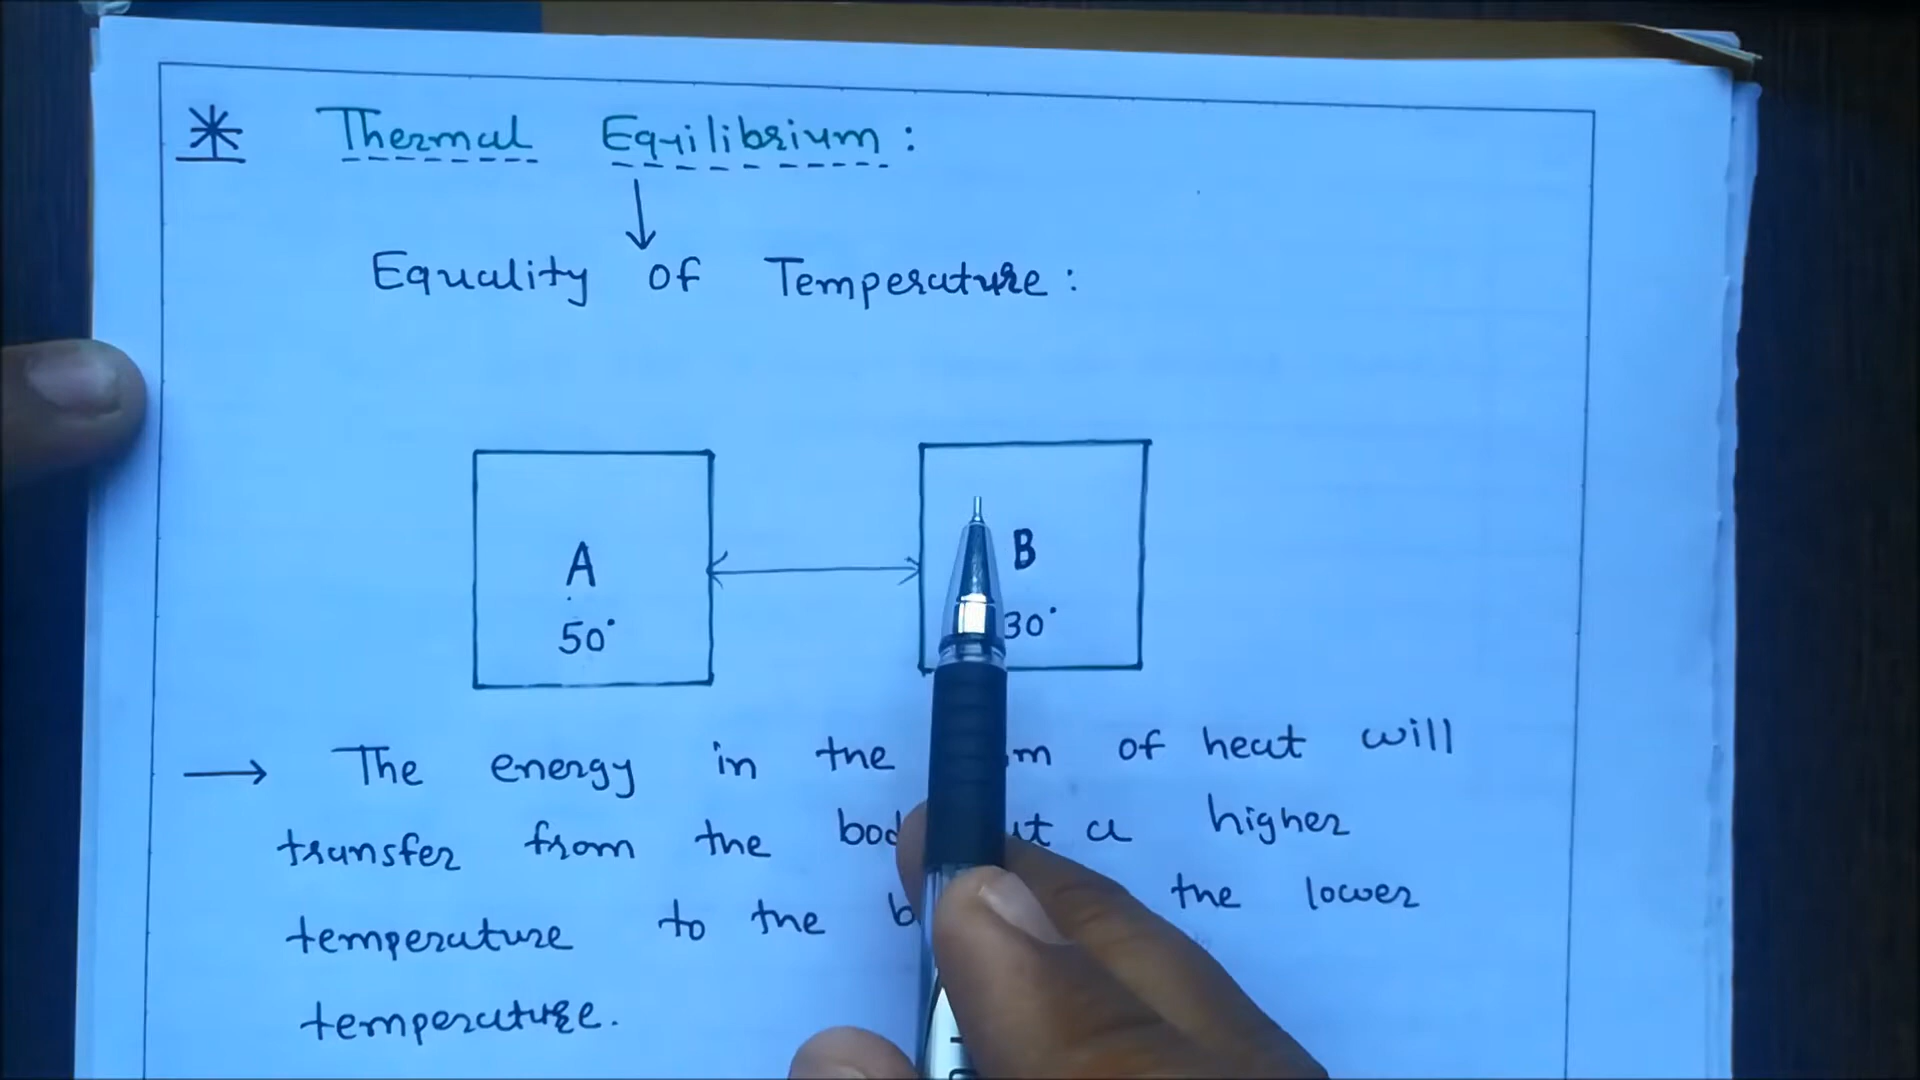 * Thermal Equilibrium :
↓
Equality of Temperature :
A
50°
B
30°
→ The energy in the of heat will
transfer from the a higher
temperature to the the lower
temperature.